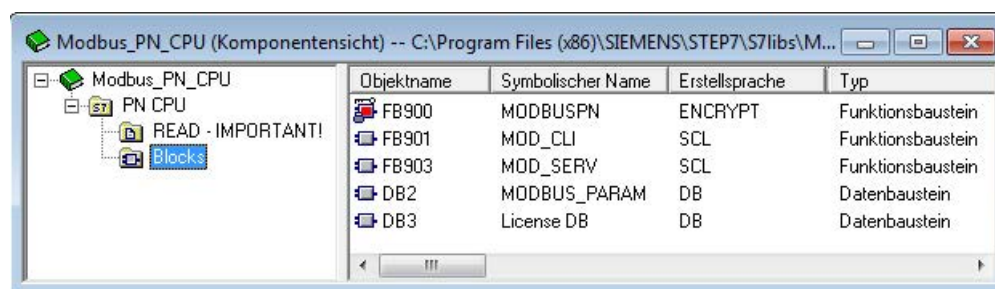 Modbus_PN_CPU (Komponentensicht) -- C:\Program Files (x86)\SIEMENS\STEP7\S7libs\M...
Modbus_PN_CPU
PN CPU
READ - IMPORTANT!
Blocks
Objektname Symbolischer Name Erstellsprache Typ
FB900 MODBUSPN ENCRYPT Funktionsbaustein
FB901 MOD_CLI SCL Funktionsbaustein
FB903 MOD_SERV SCL Funktionsbaustein
DB2 MODBUS_PARAM DB Datenbaustein
DB3 License DB DB Datenbaustein